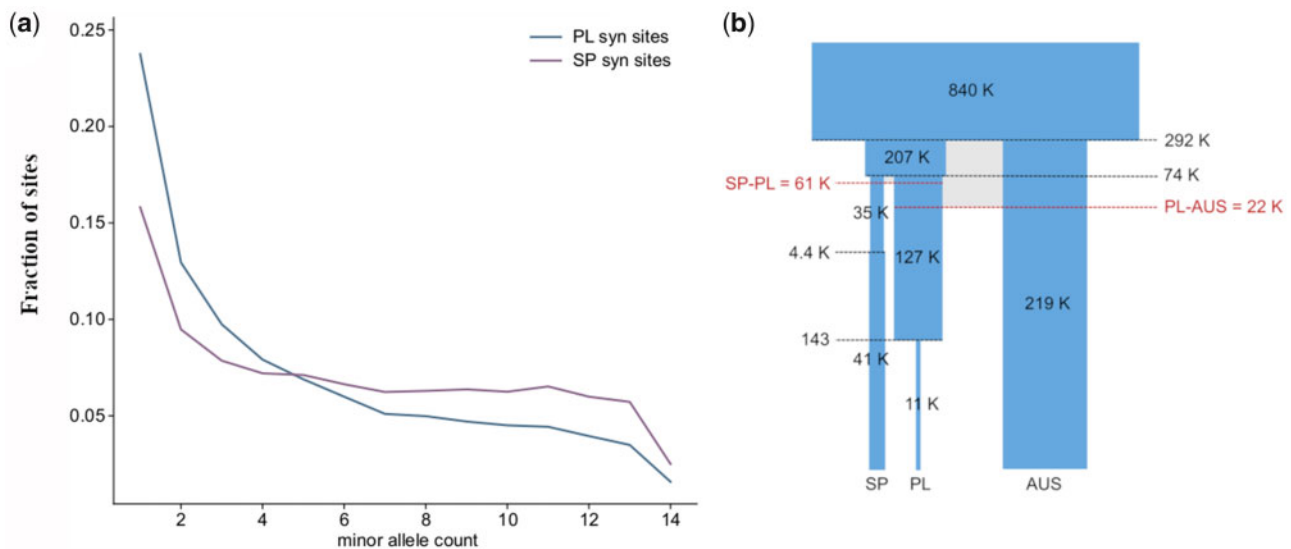 (a)
0.25
0.20
0.15
0.10
0.05
Fraction of sites
PL syn sites
SP syn sites
2
4
6
8
10
12
14
minor allele count
(b)
840 K
292 K
207 K
74 K
SP-PL = 61 K
35 K
PL-AUS = 22 K
4.4 K
127 K
219 K
143
41 K
11 K
SP
PL
AUS